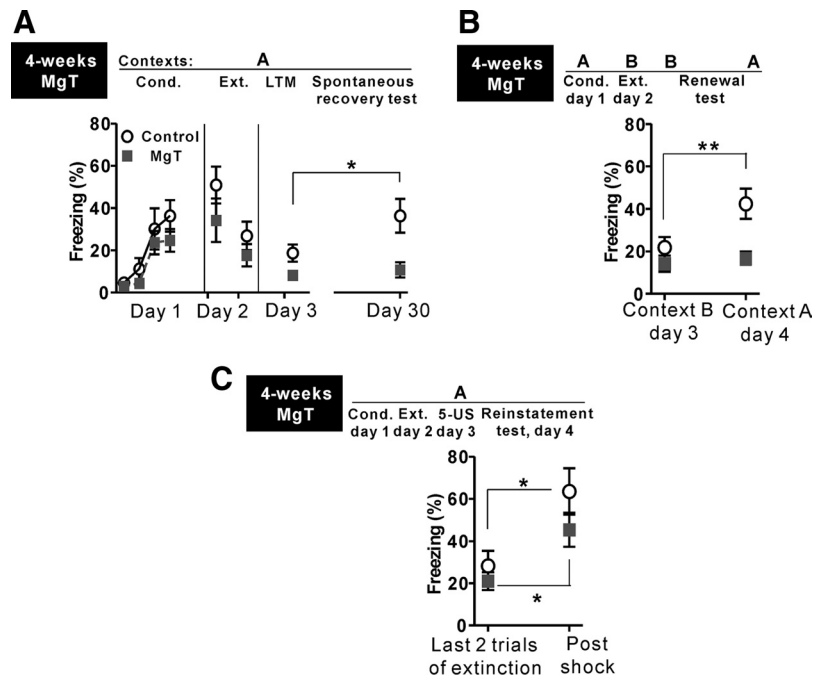 A
4-weeks
MgT
Contexts: A
Cond. Ext. LTM Spontaneous
recovery test
Control
MgT
*
Freezing (%)
80
60
40
20
0
Day 1 Day 2 Day 3 Day 30
B
4-weeks
MgT
A B B A
Cond. Ext. Renewal
day 1 day 2 test
**
Freezing (%)
80
60
40
20
0
Context B Context A
day 3 day 4
C
4-weeks
MgT
A
Cond. Ext. 5-US Reinstatement
day 1 day 2 day 3 test, day 4
*
*
Freezing (%)
80
60
40
20
0
Last 2 trials Post
of extinction shock